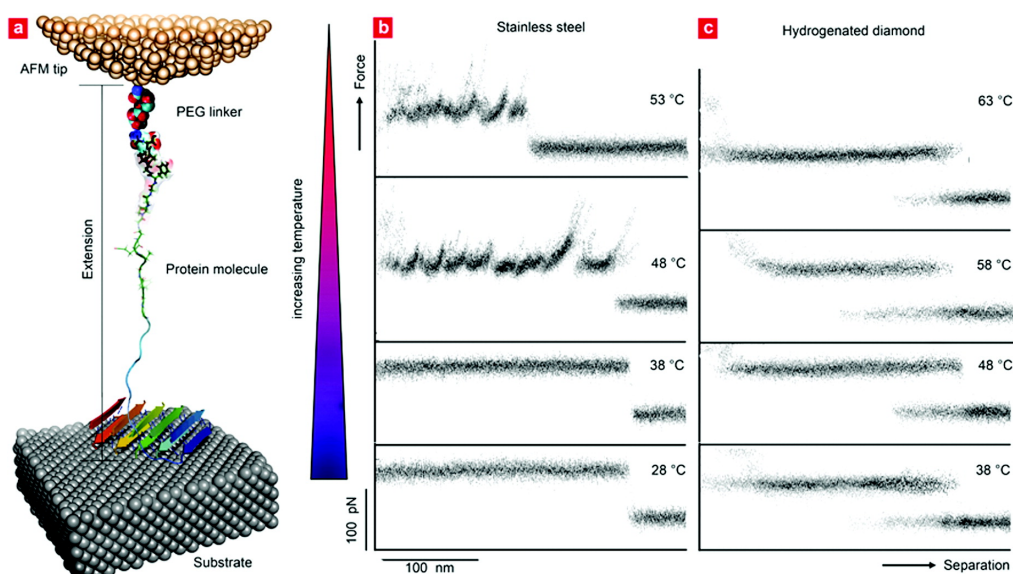 a
AFM tip
PEG linker
Extension
Protein molecule
Substrate
increasing temperature
b
Stainless steel
Force
53 °C
48 °C
38 °C
28 °C
100 pN
100 nm
c
Hydrogenated diamond
63 °C
58 °C
48 °C
38 °C
Separation